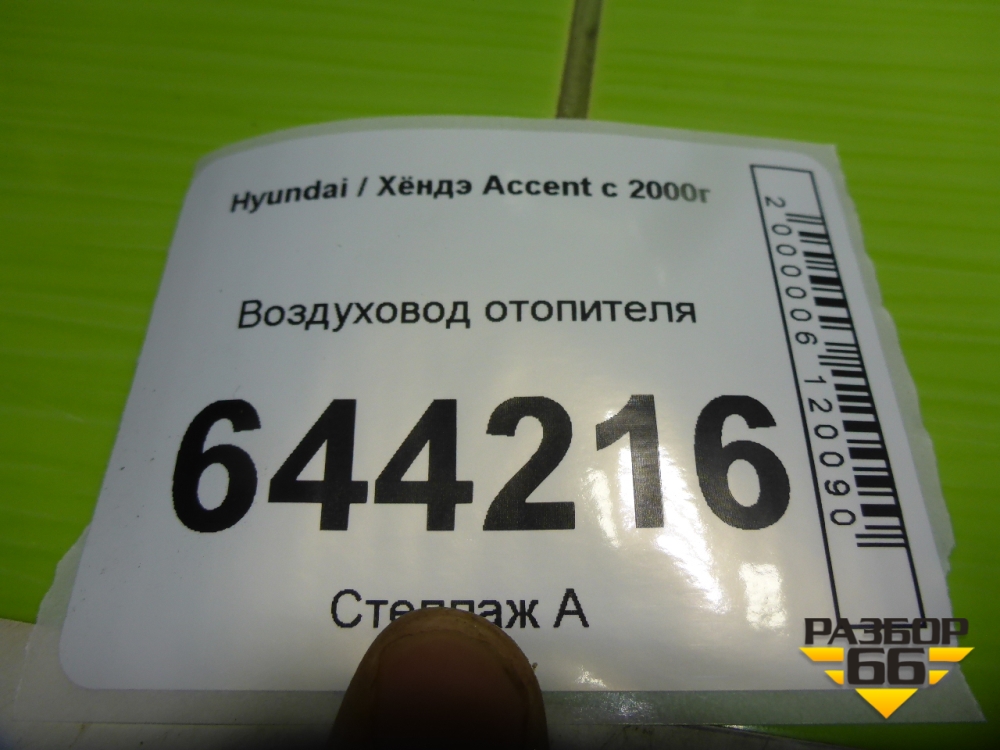 Hyundai / Хёндэ Accent с 2000г
Воздуховод отопителя
644216
Стеллаж А
2000006120090
РАЗБОР
66